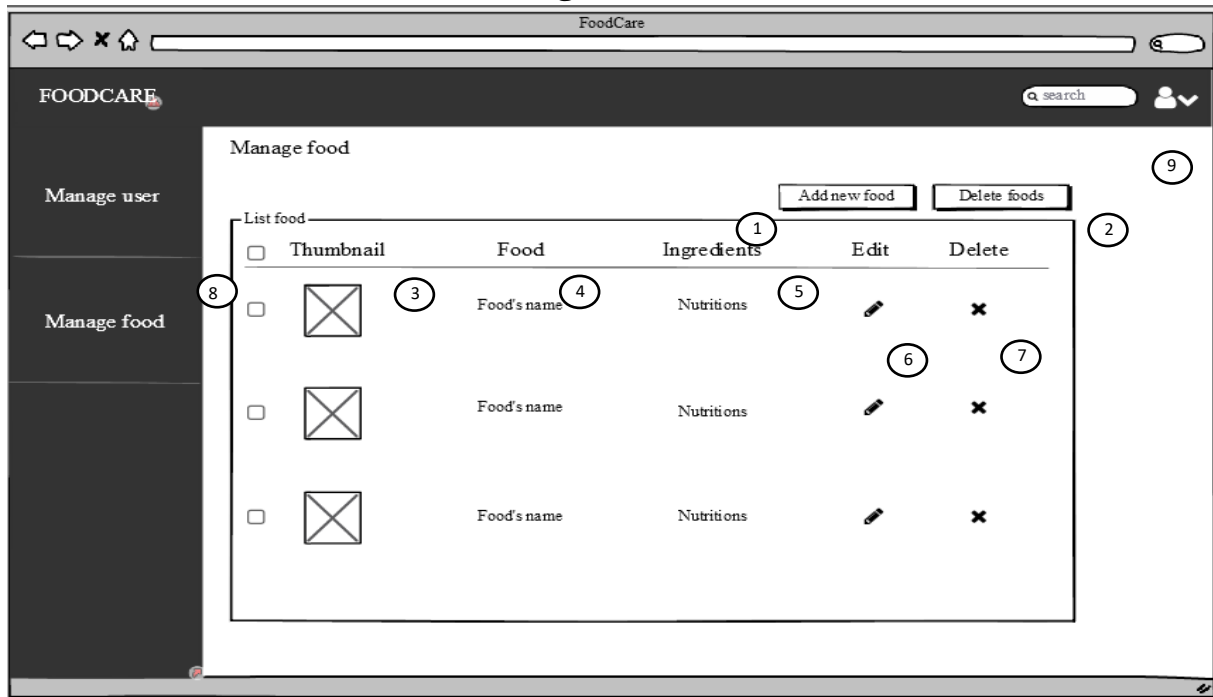 FoodCare
FOODCARE
search
Manage food
9
Manage user
Add new food Delete foods
List food
1
2
Thumbnail Food Ingredients Edit Delete
8
3
4
5
Food's name Nutritions
Manage food
6
7
Food's name Nutritions
Food's name Nutritions